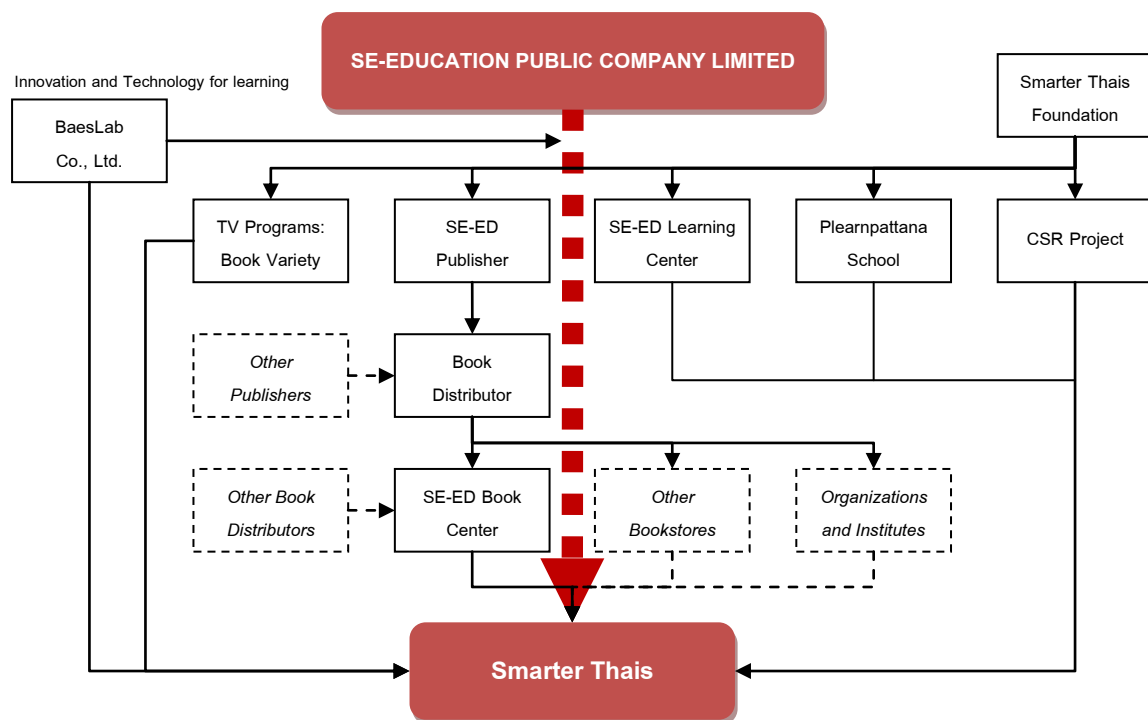 SE-EDUCATION PUBLIC COMPANY LIMITED
Innovation and Technology for learning
BaesLab
Co., Ltd.
Smarter Thais
Foundation
TV Programs:
Book Variety
SE-ED
Publisher
SE-ED Learning
Center
Plearnpattana
School
CSR Project
Other
Publishers
Book
Distributor
Other Book
Distributors
SE-ED Book
Center
Other
Bookstores
Organizations
and Institutes
Smarter Thais